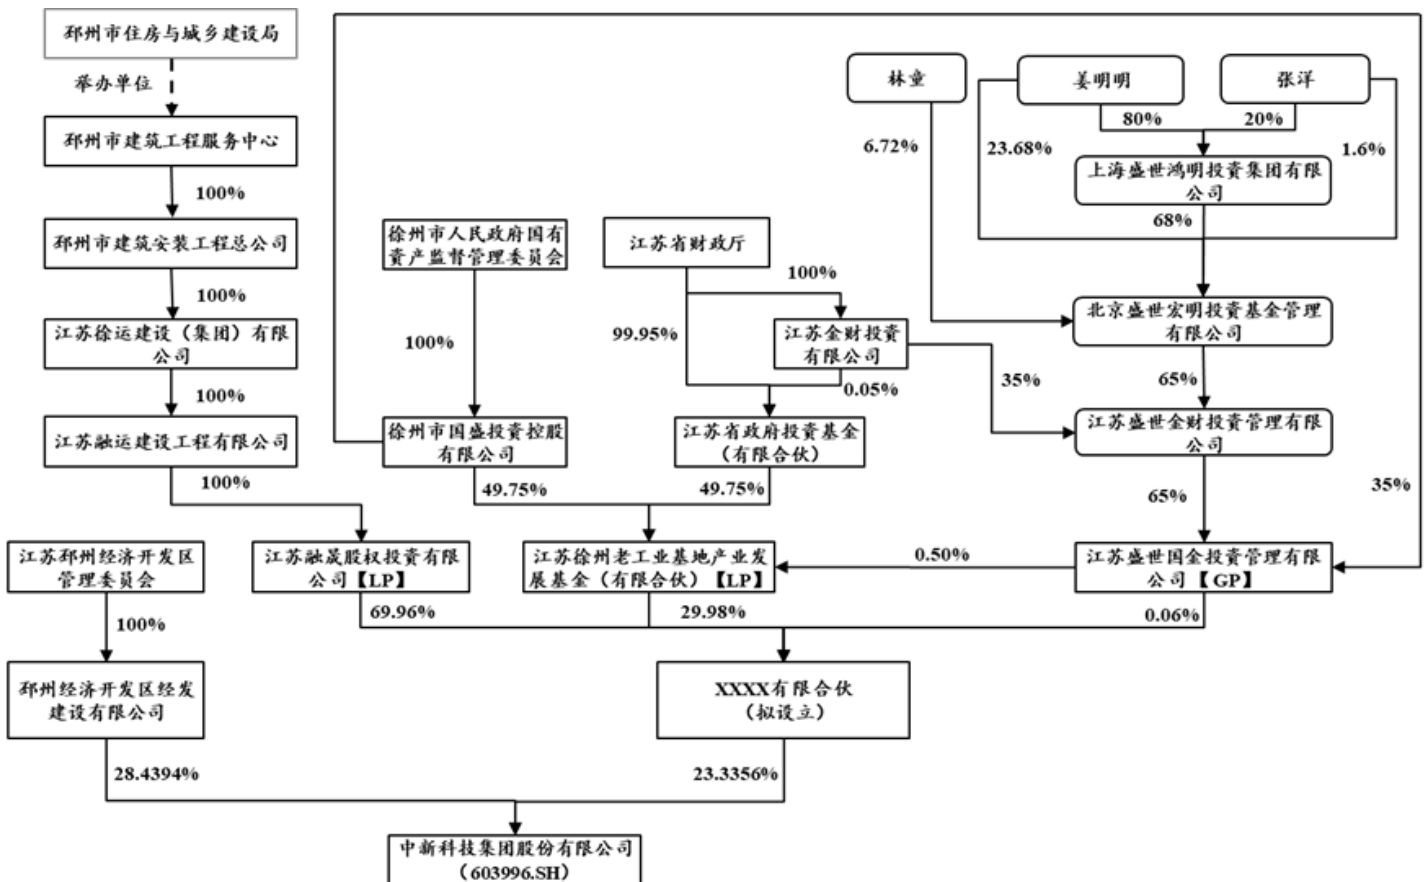 邳州市住房与城乡建设局
举办单位
林童
姜明明
张洋
80%
20%
邳州市建筑工程服务中心
6.72%
23.68%
1.6%
上海盛世鸿明投资集团有限
公司
100%
68%
邳州市建筑安装工程总公司
徐州市人民政府国有
资产监督管理委员会
江苏省财政厅
100%
100%
北京盛世宏明投资基金管理
有限公司
江苏徐运建设（集团）有限
公司
100%
99.95%
江苏金财投资
有限公司
100%
0.05%
35%
65%
江苏融运建设工程有限公司
徐州市国盛投资控股
有限公司
江苏省政府投资基金
（有限合伙）
江苏盛世金财投资管理有限
公司
100%
49.75%
49.75%
65%
35%
江苏邳州经济开发区
管理委员会
江苏融晟股权投资有限
公司【LP】
江苏徐州老工业基地产业发
展基金（有限合伙）【LP】
0.50%
江苏盛世国金投资管理有限
公司【GP】
100%
69.96%
29.98%
0.06%
邳州经济开发区经发
建设有限公司
XXXX有限合伙
（拟设立）
28.4394%
23.3356%
中新科技集团股份有限公司
（603996.SH）